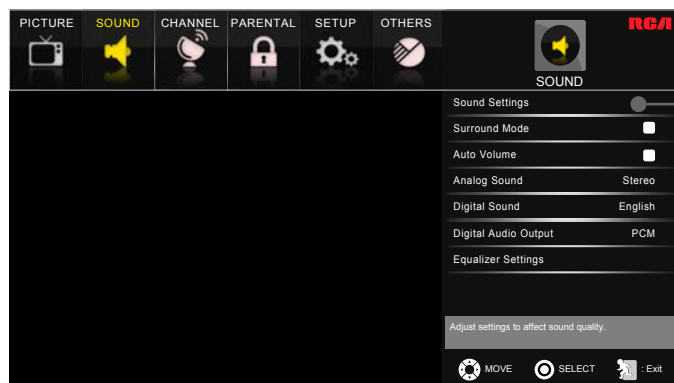 PICTURE SOUND CHANNEL PARENTAL SETUP OTHERS
RCA
SOUND
Sound Settings
Surround Mode
Auto Volume
Analog Sound Stereo
Digital Sound English
Digital Audio Output PCM
Equalizer Settings
Adjust settings to affect sound quality.
MOVE SELECT : Exit